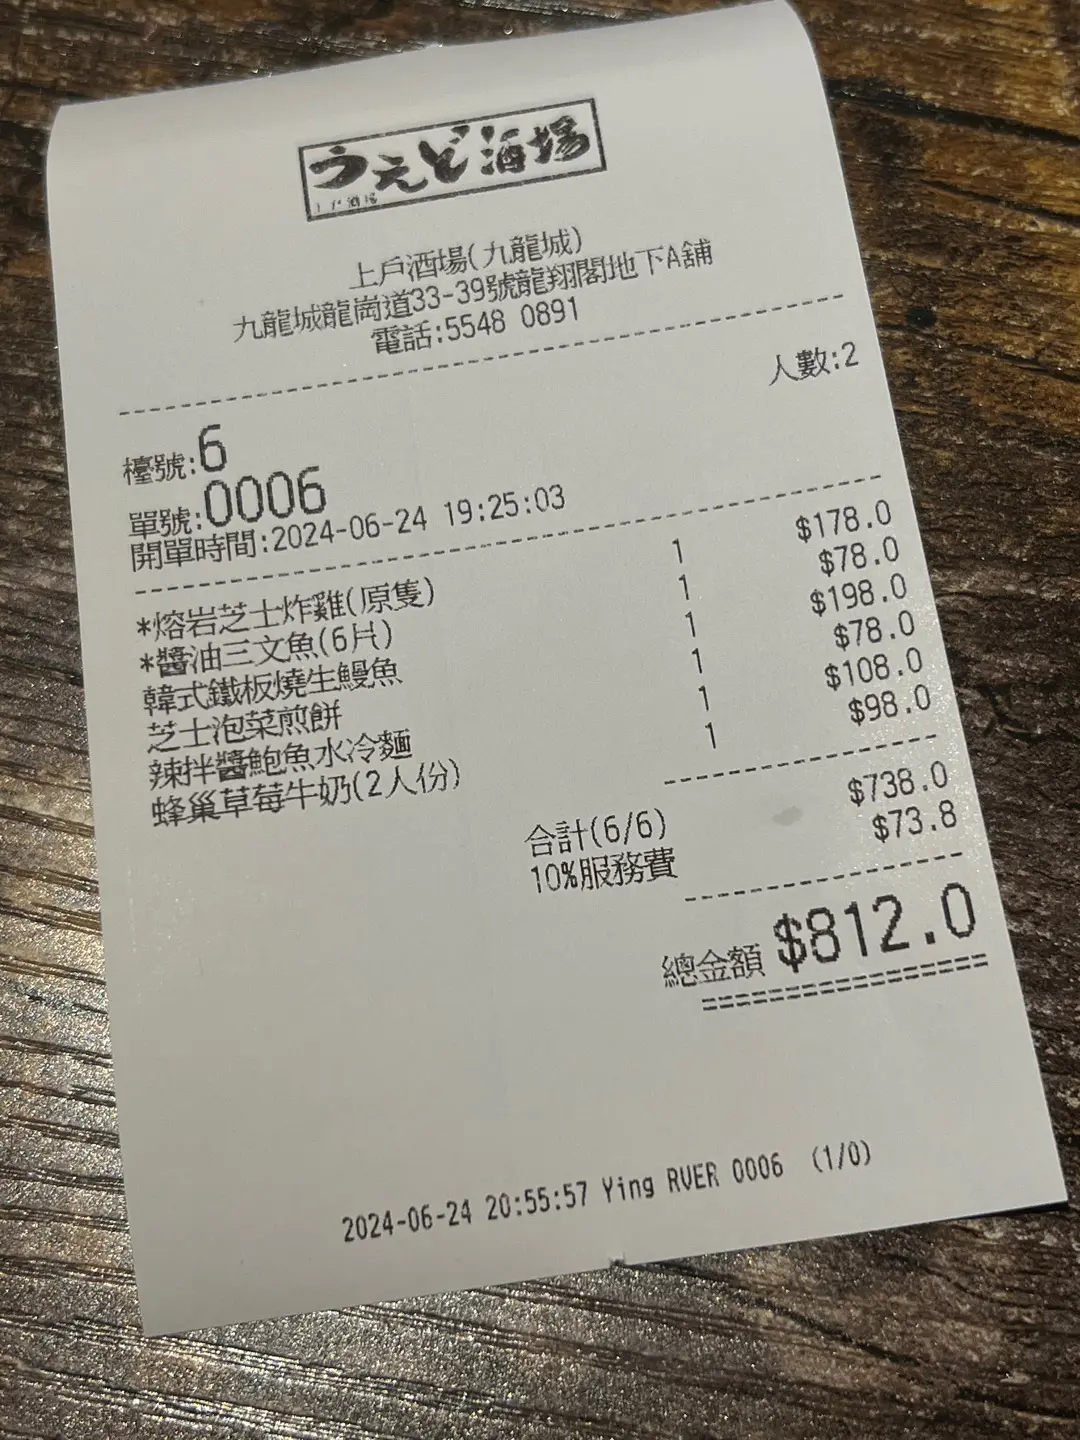 うえど酒場
上戶酒場
上戶酒場(九龍城)
九龍城龍崗道33-39號龍翔閣地下A舖
電話:5548 0891
人數:2
檯號:6
單號:0006
開單時間:2024-06-24 19:25:03
*熔岩芝士炸雞(原隻) 1 $178.0
*醬油三文魚(6片) 1 $78.0
韓式鐵板燒生鰻魚 1 $198.0
芝士泡菜煎餅 1 $78.0
辣拌醬鮑魚水冷麵 1 $108.0
蜂巢草莓牛奶(2人份) 1 $98.0
合計(6/6) $738.0
10%服務費 $73.8
總金額 $812.0
2024-06-24 20:55:57 Ying RVER 0006 (1/0)